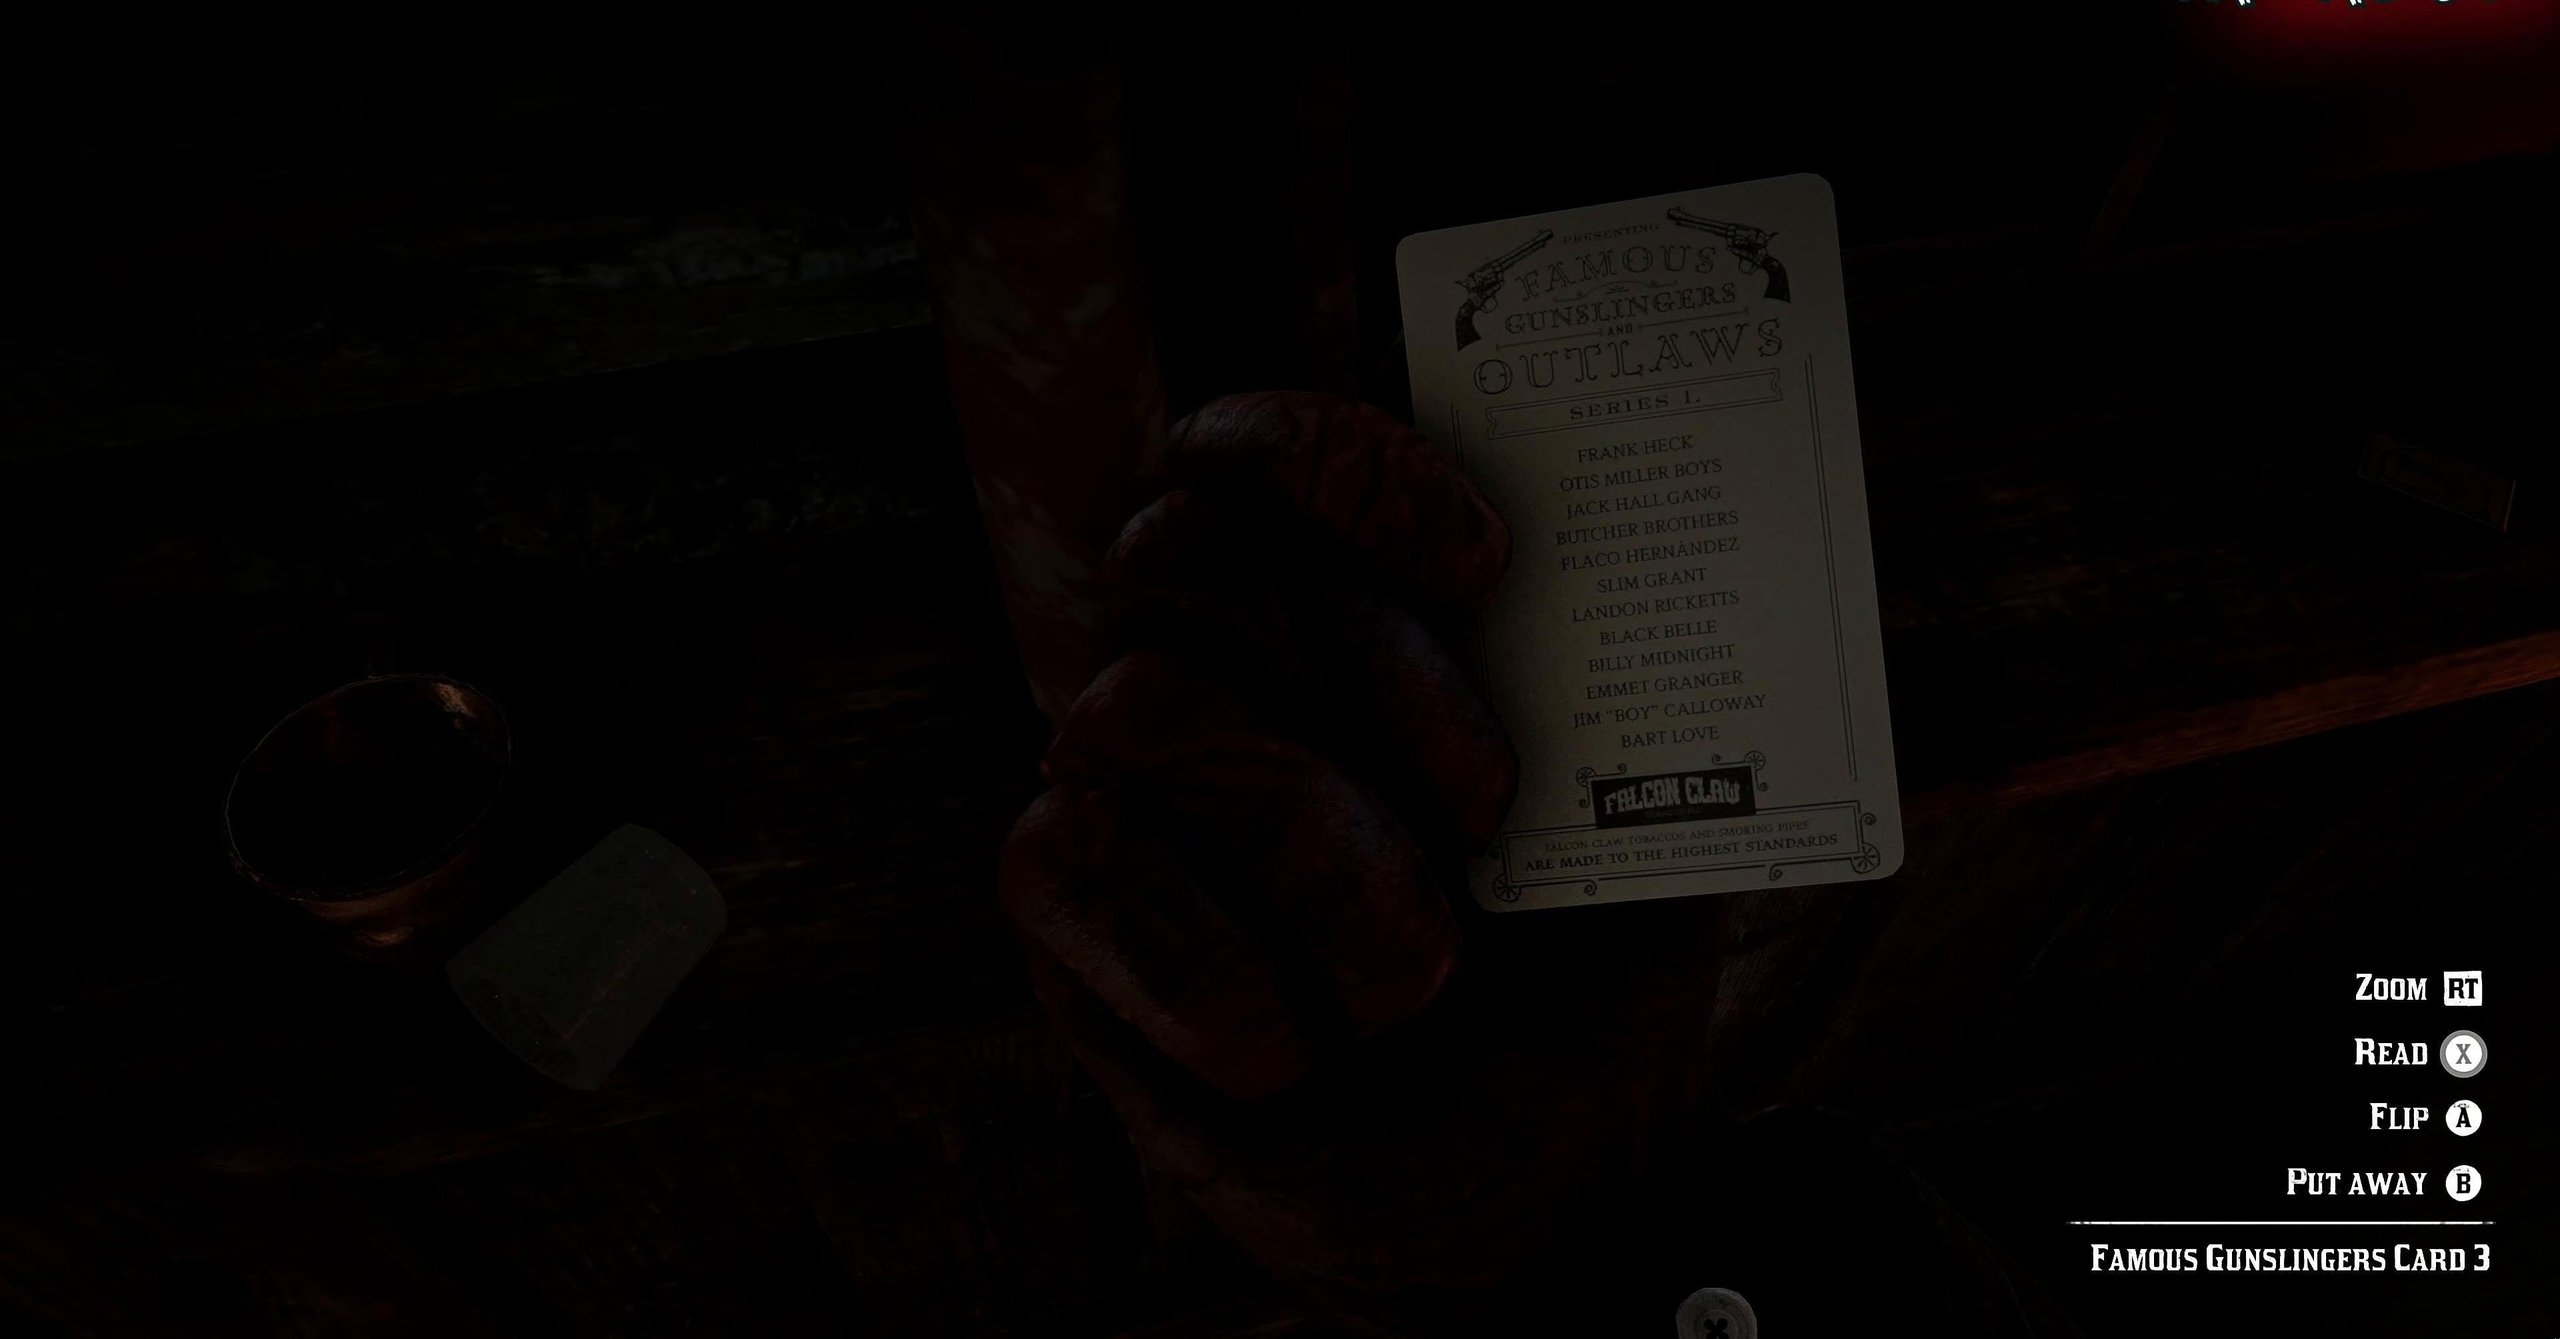 PRESENTING
FAMOUS
GUNSLINGERS
AND
OUTLAWS
SERIES 1.
FRANK HECK
OTIS MILLER BOYS
JACK HALL GANG
BUTCHER BROTHERS
FLACO HERNÁNDEZ
SLIM GRANT
LANDON RICKETTS
BLACK BELLE
BILLY MIDNIGHT
EMMET GRANGER
JIM "BOY" CALLOWAY
BART LOVE
FALCON CLAW
FALCON CLAW TOBACCOS AND SMOKING PIPES
ARE MADE TO THE HIGHEST STANDARDS
ZOOM RT
READ X
FLIP A
PUT AWAY B
FAMOUS GUNSLINGERS CARD 3